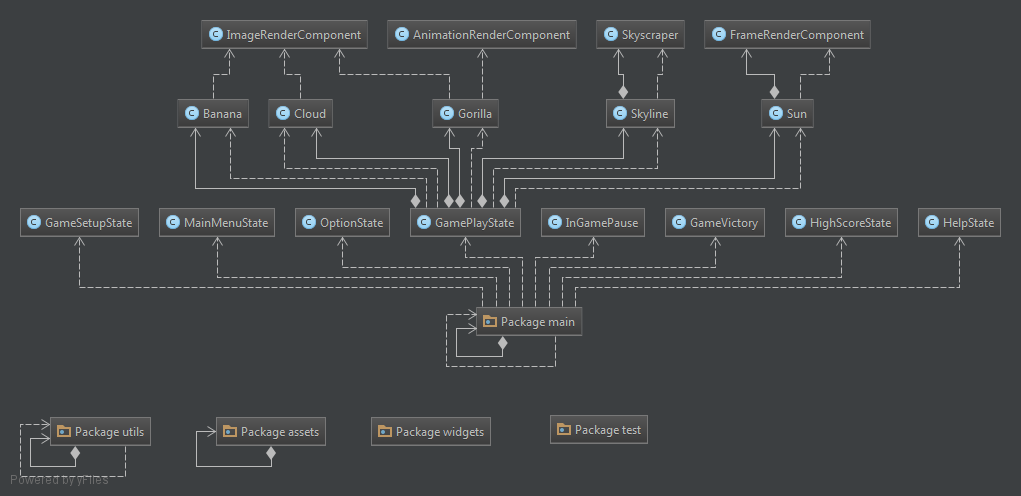 ImageRenderComponent
AnimationRenderComponent
Skyscraper
FrameRenderComponent
Banana
Cloud
Gorilla
Skyline
Sun
GameSetupState
MainMenuState
OptionState
GamePlayState
InGamePause
GameVictory
HighScoreState
HelpState
Package main
Package utils
Package assets
Package widgets
Package test
Powered by yFiles